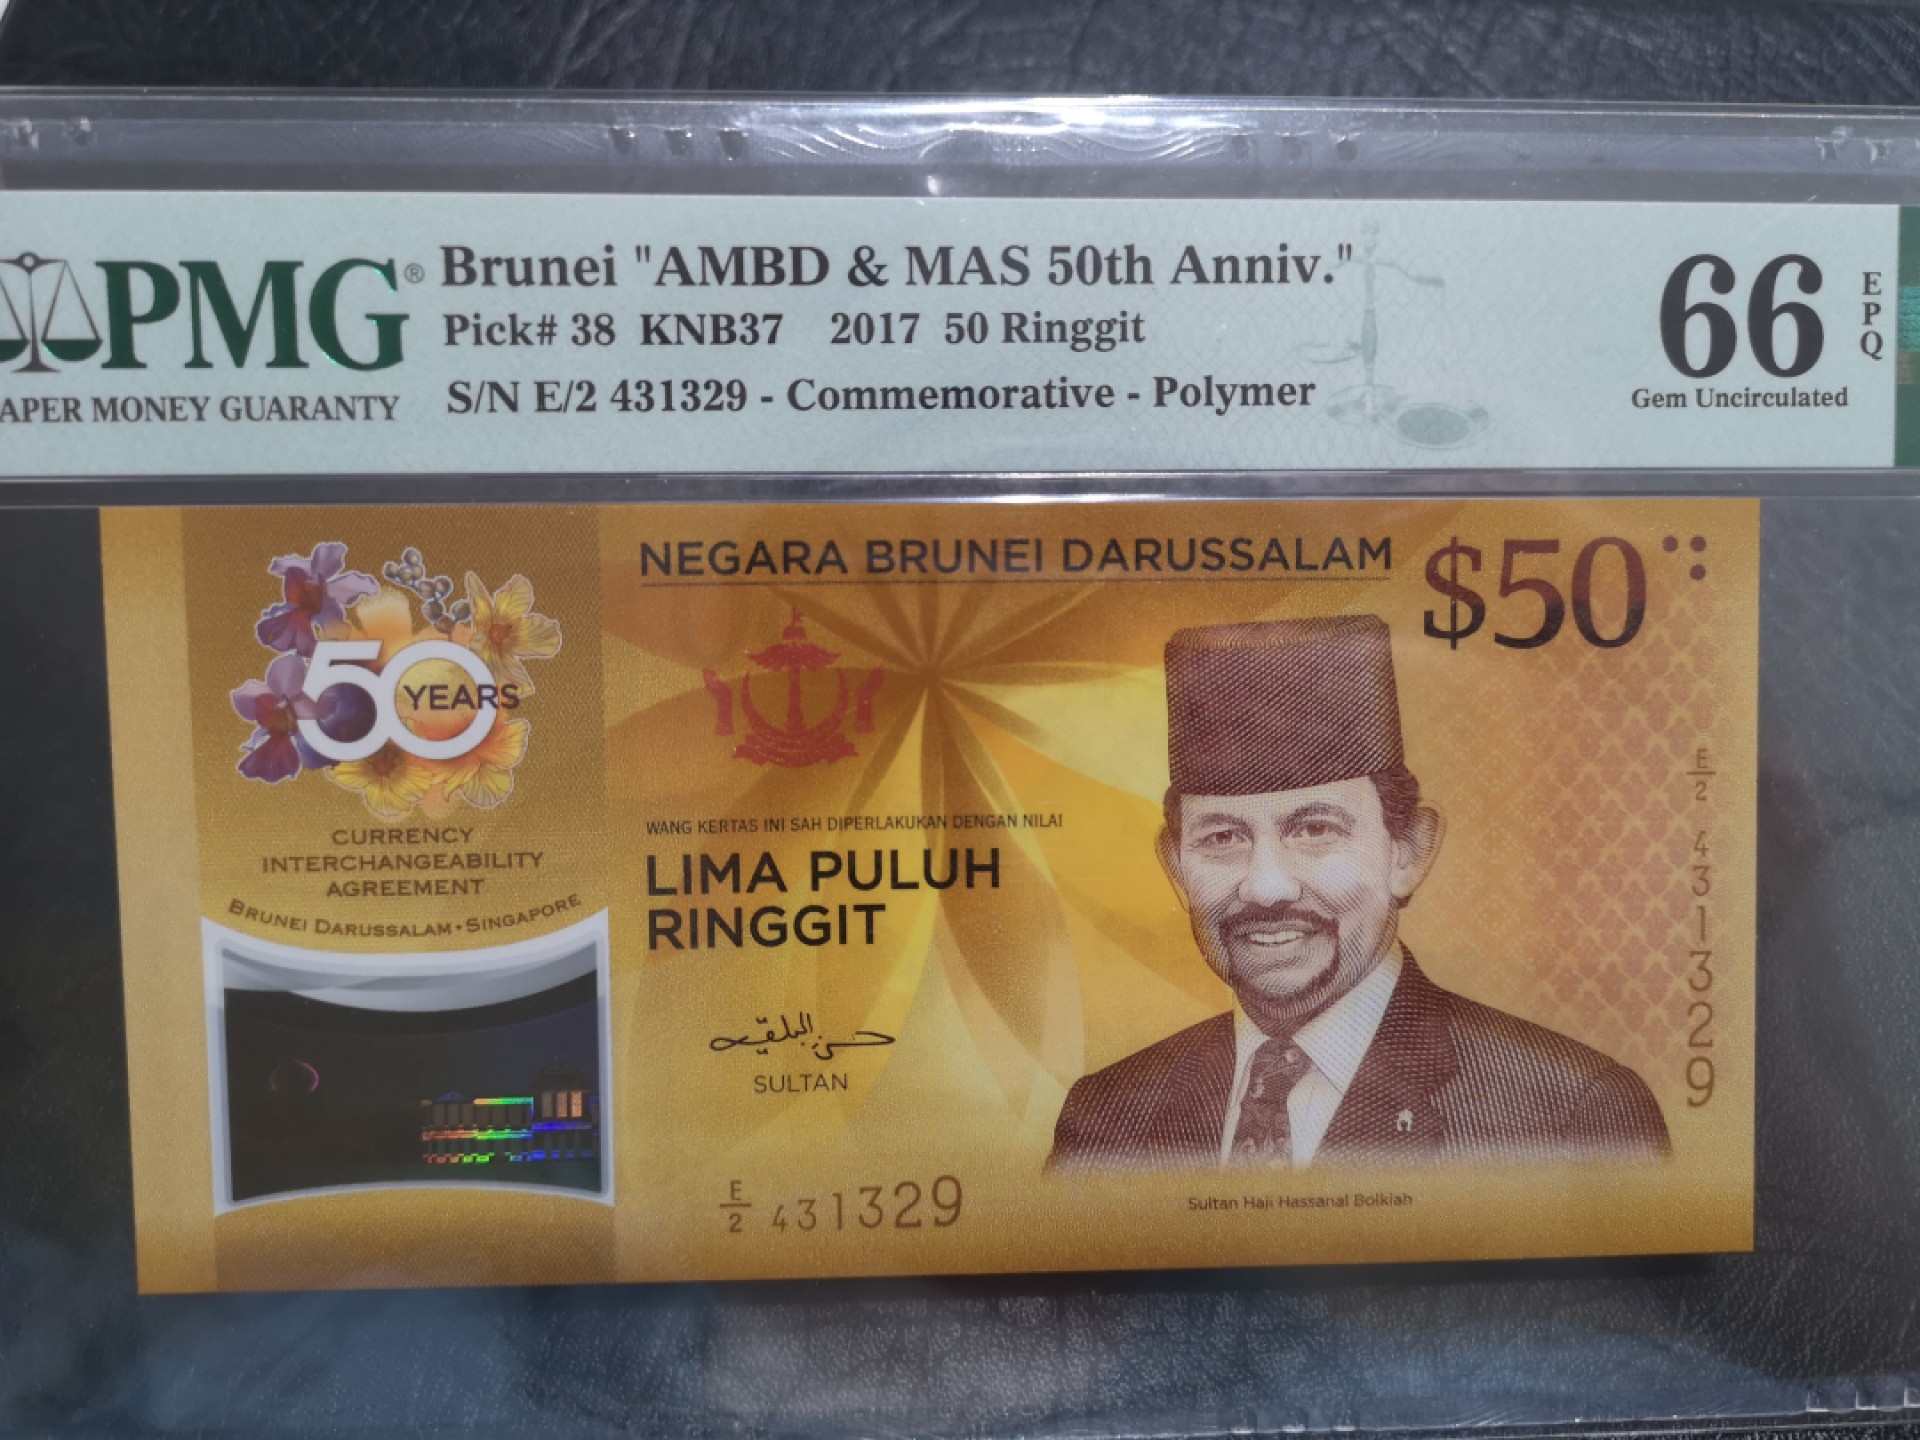 PMG®
APER MONEY GUARANTY
Brunei "AMBD & MAS 50th Anniv."
Pick# 38 KNB37 2017 50 Ringgit
S/N E/2 431329 - Commemorative - Polymer
66
EPQ
Gem Uncirculated
NEGARA BRUNEI DARUSSALAM
$50
50 YEARS
CURRENCY
INTERCHANGEABILITY
AGREEMENT
BRUNEI DARUSSALAM • SINGAPORE
WANG KERTAS INI SAH DIPERLAKUKAN DENGAN NILAI
LIMA PULUH
RINGGIT
SULTAN
E/2 431329
E/2 431329
Sultan Haji Hassanal Bolkiah